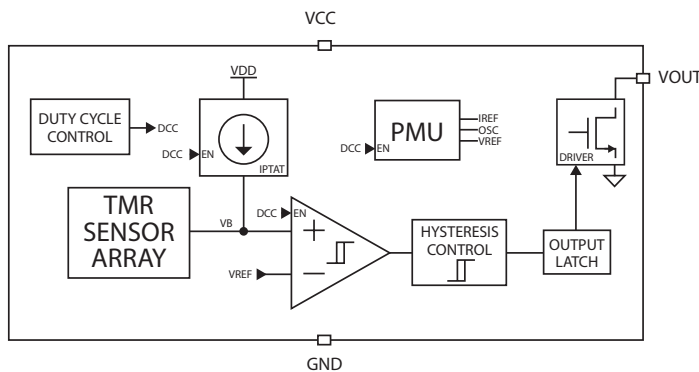 VCC
VDD
VOUT
DUTY CYCLE
CONTROL
DCC
DCC
EN
IPTAT
PMU
DCC
EN
IREF
OSC
VREF
DRIVER
TMR
SENSOR
ARRAY
VB
DCC
EN
+
−
VREF
HYSTERESIS
CONTROL
OUTPUT
LATCH
GND